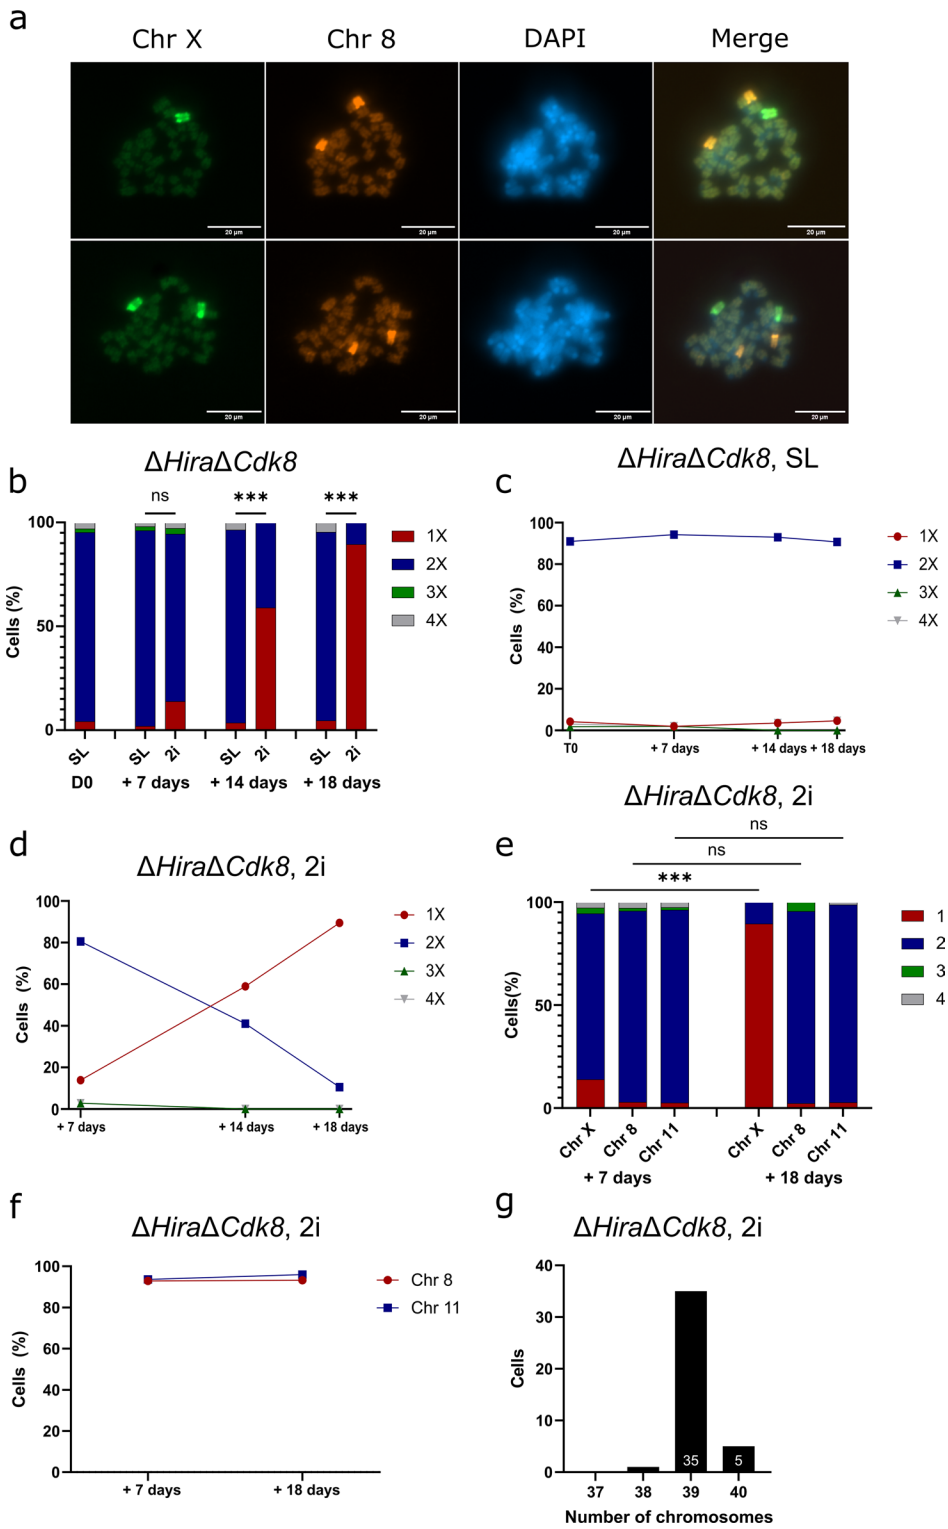 a
Chr X
Chr 8
DAPI
Merge
20 µm
20 µm
20 µm
20 µm
20 µm
20 µm
20 µm
20 µm
b
ΔHiraΔCdk8
ns
***
***
Cells (%)
100
50
0
SL
SL
2i
SL
2i
SL
2i
D0
+ 7 days
+ 14 days
+ 18 days
1X
2X
3X
4X
c
ΔHiraΔCdk8, SL
Cells (%)
100
80
60
40
20
0
T0
+ 7 days
+ 14 days
+ 18 days
1X
2X
3X
4X
d
ΔHiraΔCdk8, 2i
Cells (%)
100
80
60
40
20
0
+ 7 days
+ 14 days
+ 18 days
1X
2X
3X
4X
e
ΔHiraΔCdk8, 2i
ns
ns
***
Cells(%)
100
50
0
Chr X
Chr 8
Chr 11
Chr X
Chr 8
Chr 11
+ 7 days
+ 18 days
1
2
3
4
f
ΔHiraΔCdk8, 2i
Cells (%)
100
80
60
40
20
0
+ 7 days
+ 18 days
Chr 8
Chr 11
g
ΔHiraΔCdk8, 2i
Cells
40
30
20
10
0
35
5
37
38
39
40
Number of chromosomes